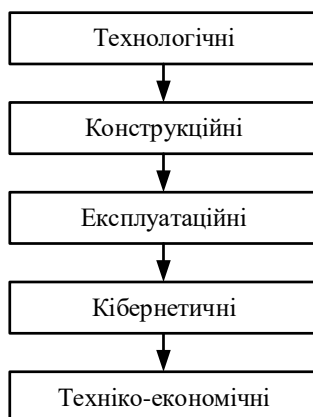 Технологічні
Конструкційні
Експлуатаційні
Кібернетичні
Техніко-економічні